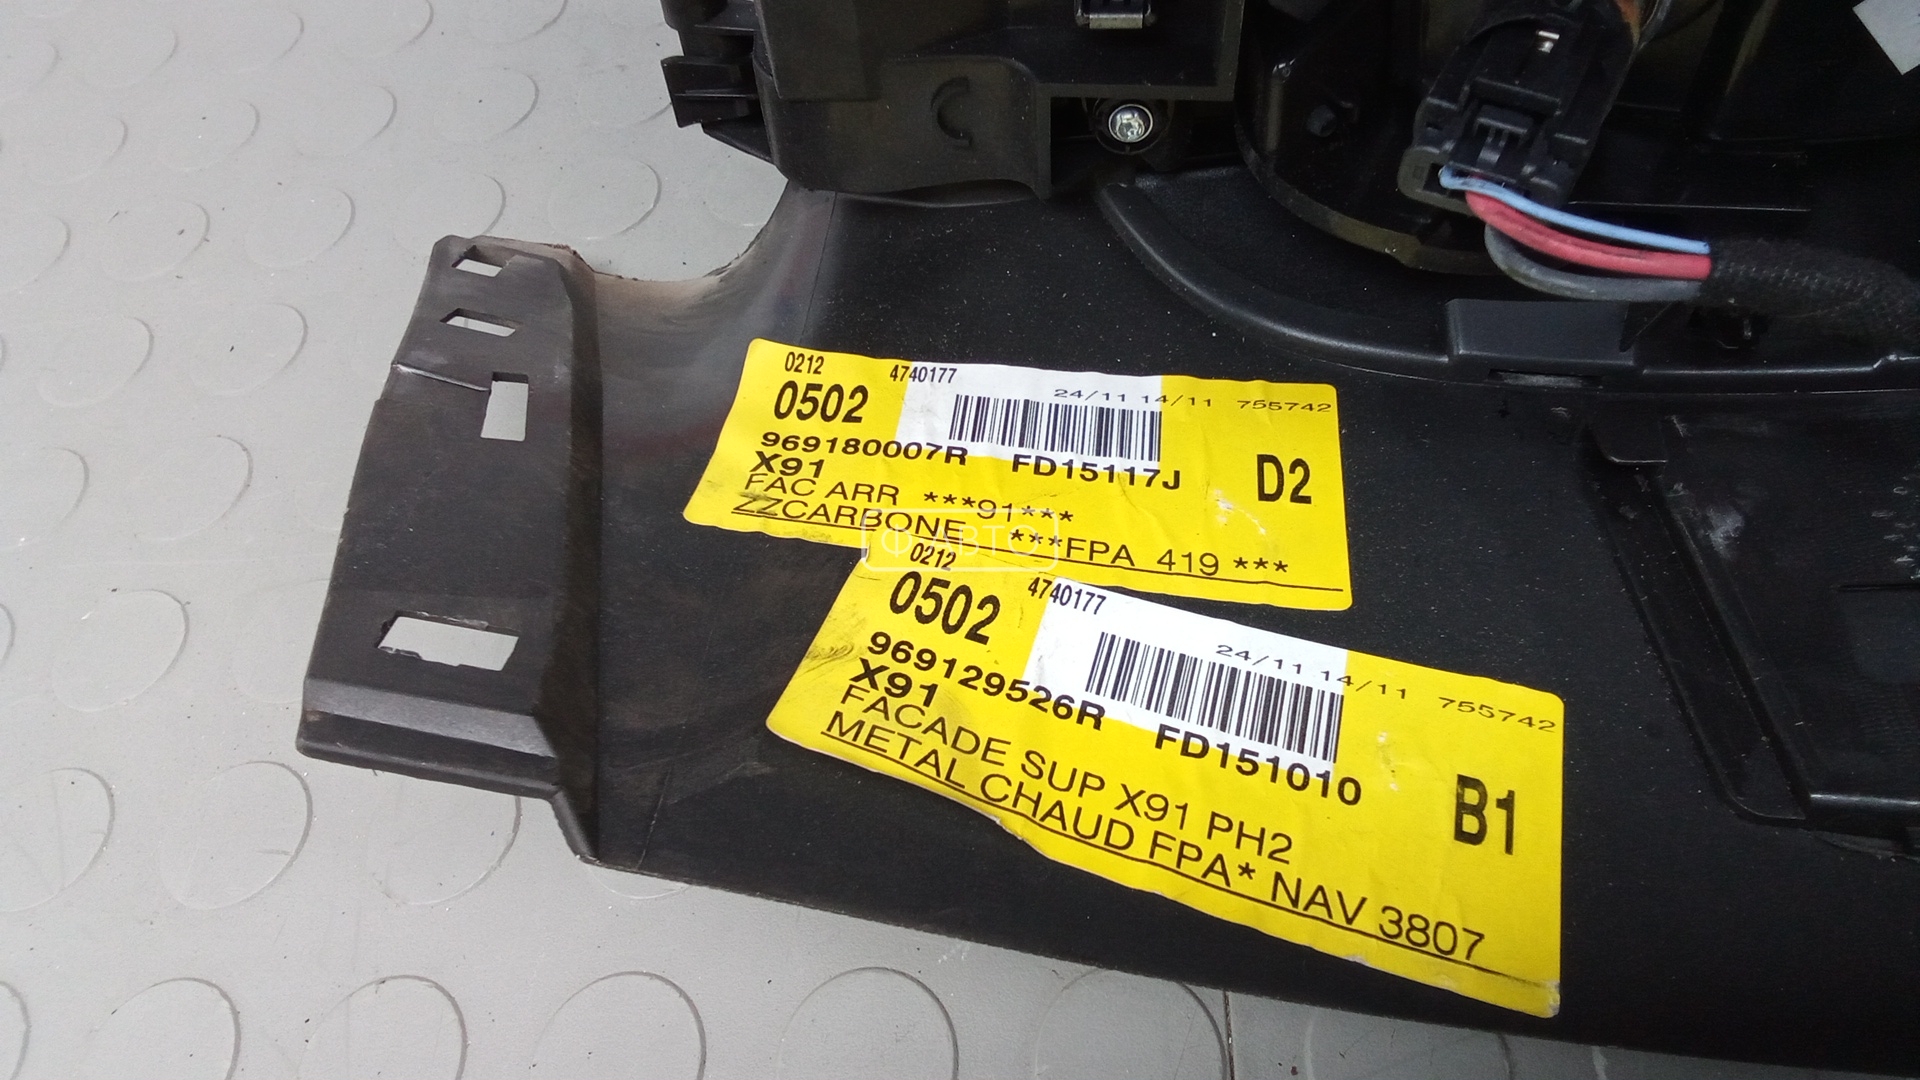 0212
4740177
24/11 14/11 755742
0502
969180007R FD15117J
D2
X91
FAC ARR ***91***
ZZCARBONE ***FPA 419 ***
Ф-АВТО
0212
4740177
0502
24/11 14/11 755742
969129526R FD151010
B1
X91
FACADE SUP X91 PH2
METAL CHAUD FPA* NAV 3807